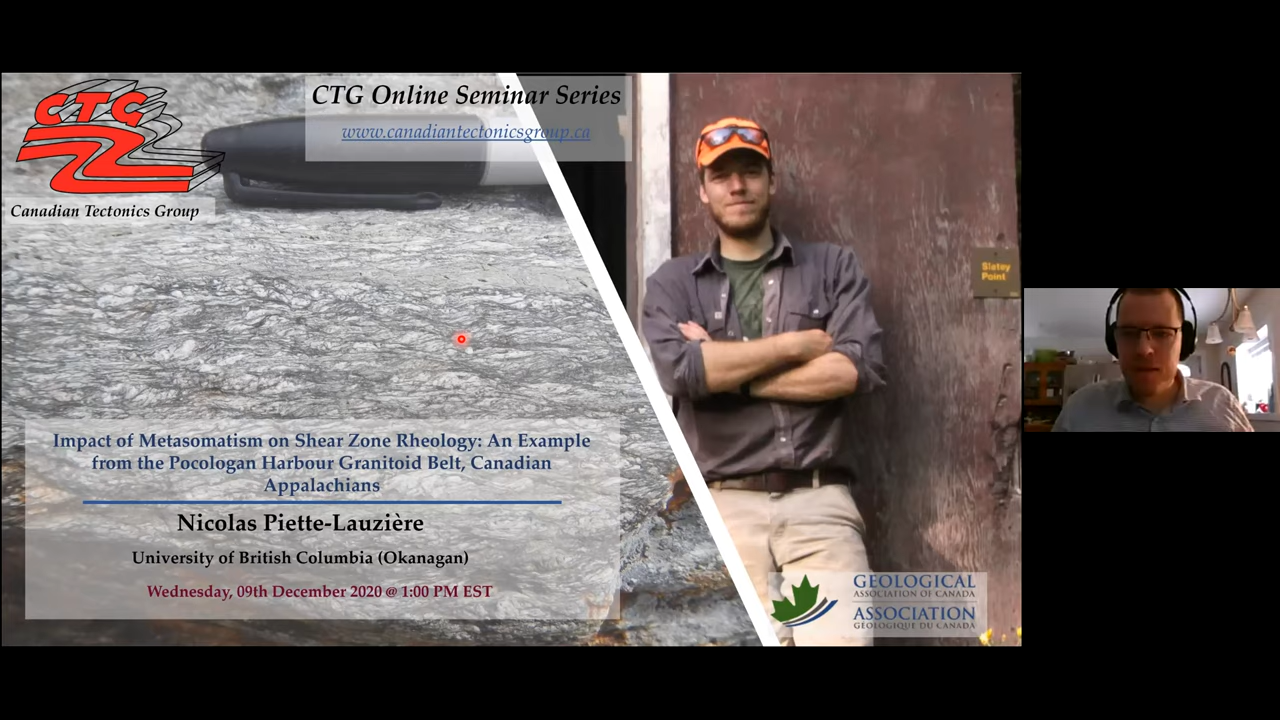 CTG
Canadian Tectonics Group
CTG Online Seminar Series
www.canadiantectonicsgroup.ca
Slatey
Point
Impact of Metasomatism on Shear Zone Rheology: An Example
from the Pocologan Harbour Granitoid Belt, Canadian
Appalachians
Nicolas Piette-Lauzière
University of British Columbia (Okanagan)
Wednesday, 09th December 2020 @ 1:00 PM EST
GEOLOGICAL
ASSOCIATION OF CANADA
ASSOCIATION
GÉOLOGIQUE DU CANADA